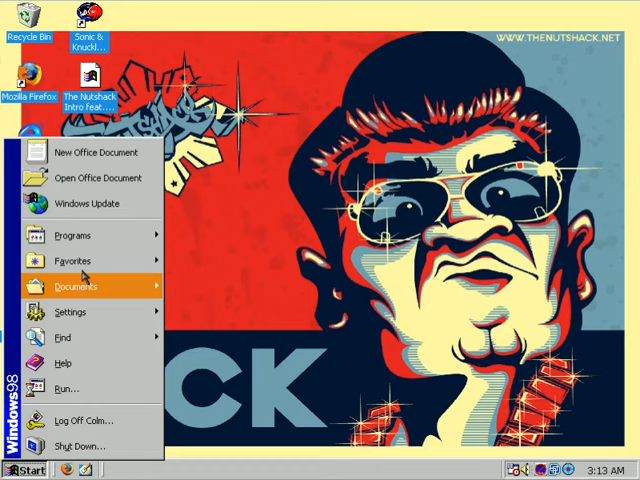 Recycle Bin
Sonic &
Knuckl...
WWW.THENUTSHACK.NET
Mozilla Firefox
The Nutshack
Intro feat....
New Office Document
Open Office Document
Windows Update
Programs
Favorites
Documents
Settings
Find
Help
Run...
Log Off Colm...
Shut Down...
Windows98
CK
Start
3:13 AM